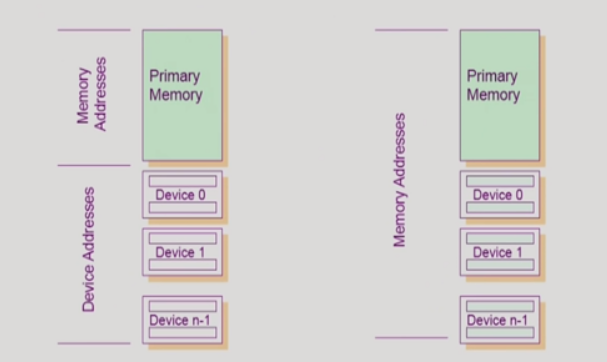 Memory
Addresses
Primary
Memory
Device Addresses
Device 0
Device 1
Device n-1
Memory Addresses
Primary
Memory
Device 0
Device 1
Device n-1